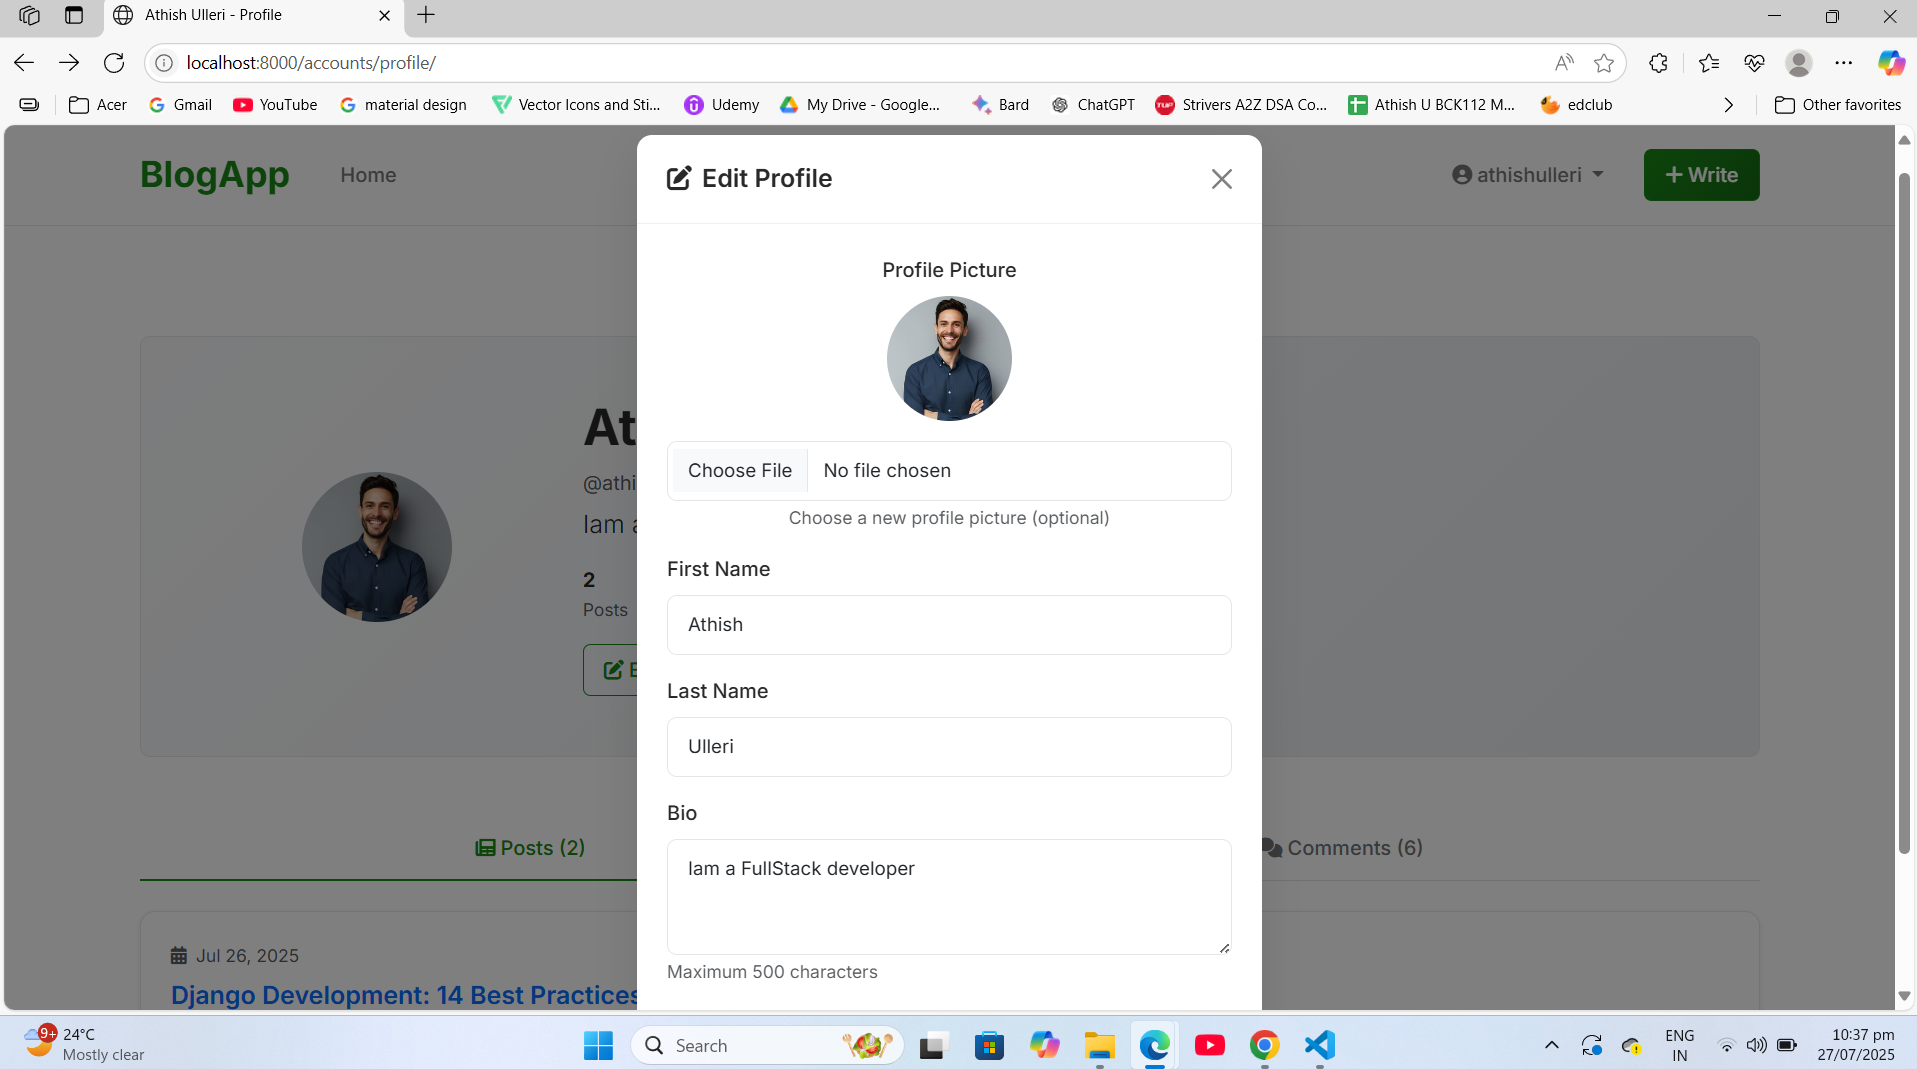 Athish Ulleri - Profile
localhost:8000/accounts/profile/
Acer Gmail YouTube material design Vector Icons and Sti... Udemy My Drive - Google... Bard ChatGPT Strivers A2Z DSA Co... Athish U BCK112 M... edclub Other favorites
BlogApp Home athishulleri + Write
Edit Profile
Profile Picture
Choose File No file chosen
Choose a new profile picture (optional)
First Name
Athish
Last Name
Ulleri
Bio
Iam a FullStack developer
Maximum 500 characters
At
@athi
Iam a
2
Posts
E
Posts (2) Comments (6)
Jul 26, 2025
Django Development: 14 Best Practices
9+ 24°C
Mostly clear
Search
ENG
IN
10:37 pm
27/07/2025